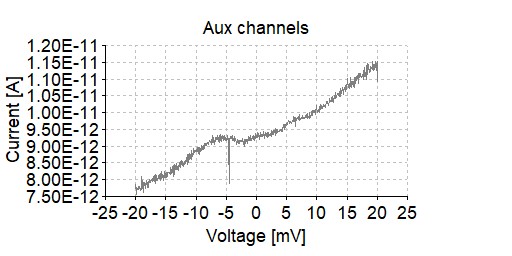 Aux channels
1.20E-11
1.15E-11
1.10E-11
1.05E-11
1.00E-11
9.50E-12
9.00E-12
8.50E-12
8.00E-12
7.50E-12
Current [A]
-25 -20 -15 -10 -5 0 5 10 15 20 25
Voltage [mV]